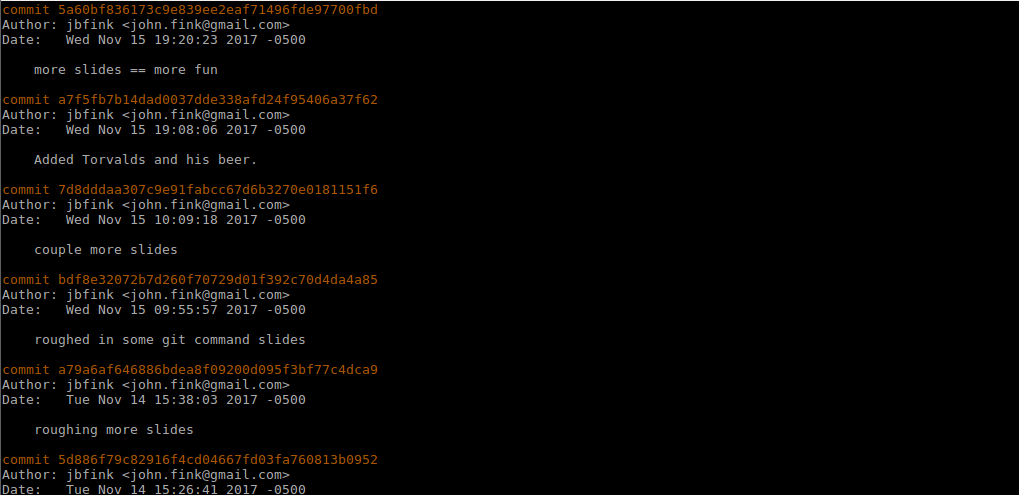 commit 5a60bf836173c9e839ee2eaf71496fde97700fbd
Author: jbfink <john.fink@gmail.com>
Date:   Wed Nov 15 19:20:23 2017 -0500
    more slides == more fun
commit a7f5fb7b14dad0037dde338afd24f95406a37f62
Author: jbfink <john.fink@gmail.com>
Date:   Wed Nov 15 19:08:06 2017 -0500
    Added Torvalds and his beer.
commit 7d8dddaa307c9e91fabcc67d6b3270e0181151f6
Author: jbfink <john.fink@gmail.com>
Date:   Wed Nov 15 10:09:18 2017 -0500
    couple more slides
commit bdf8e32072b7d260f70729d01f392c70d4da4a85
Author: jbfink <john.fink@gmail.com>
Date:   Wed Nov 15 09:55:57 2017 -0500
    roughed in some git command slides
commit a79a6af646886bdea8f09200d095f3bf77c4dca9
Author: jbfink <john.fink@gmail.com>
Date:   Tue Nov 14 15:38:03 2017 -0500
    roughing more slides
commit 5d886f79c82916f4cd04667fd03fa760813b0952
Author: jbfink <john.fink@gmail.com>
Date:   Tue Nov 14 15:26:41 2017 -0500